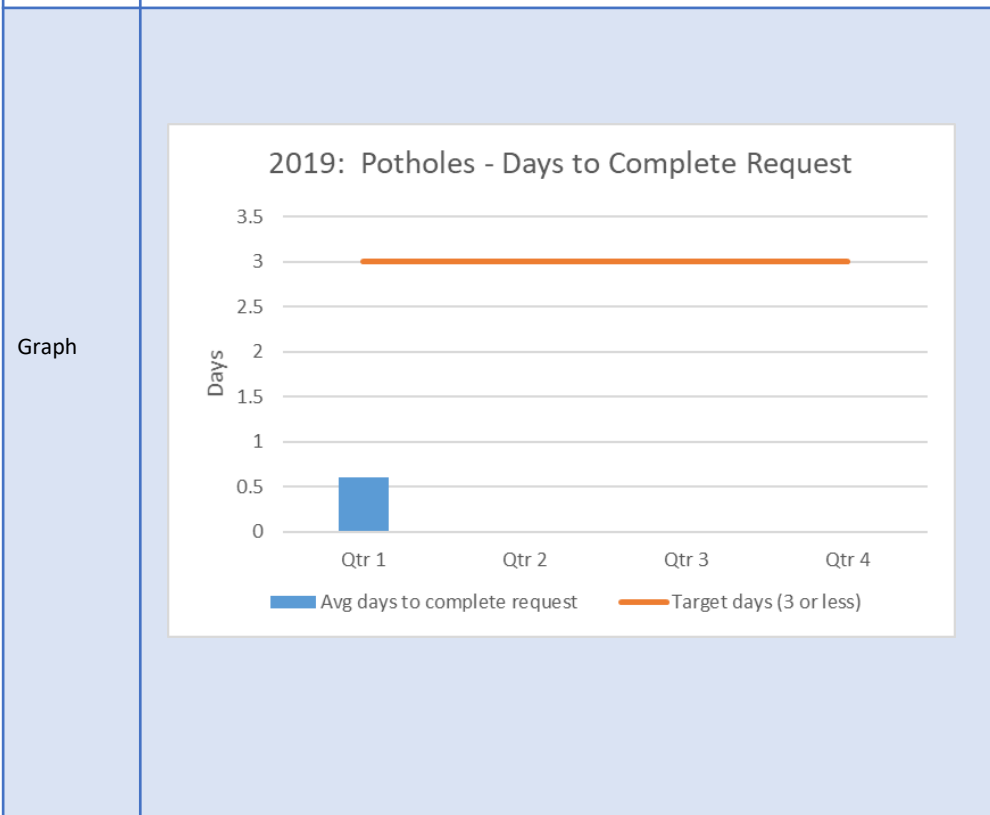 Graph
2019:  Potholes - Days to Complete Request
3.5
3
2.5
2
1.5
1
0.5
0
Days
Qtr 1 Qtr 2 Qtr 3 Qtr 4
Avg days to complete request Target days (3 or less)